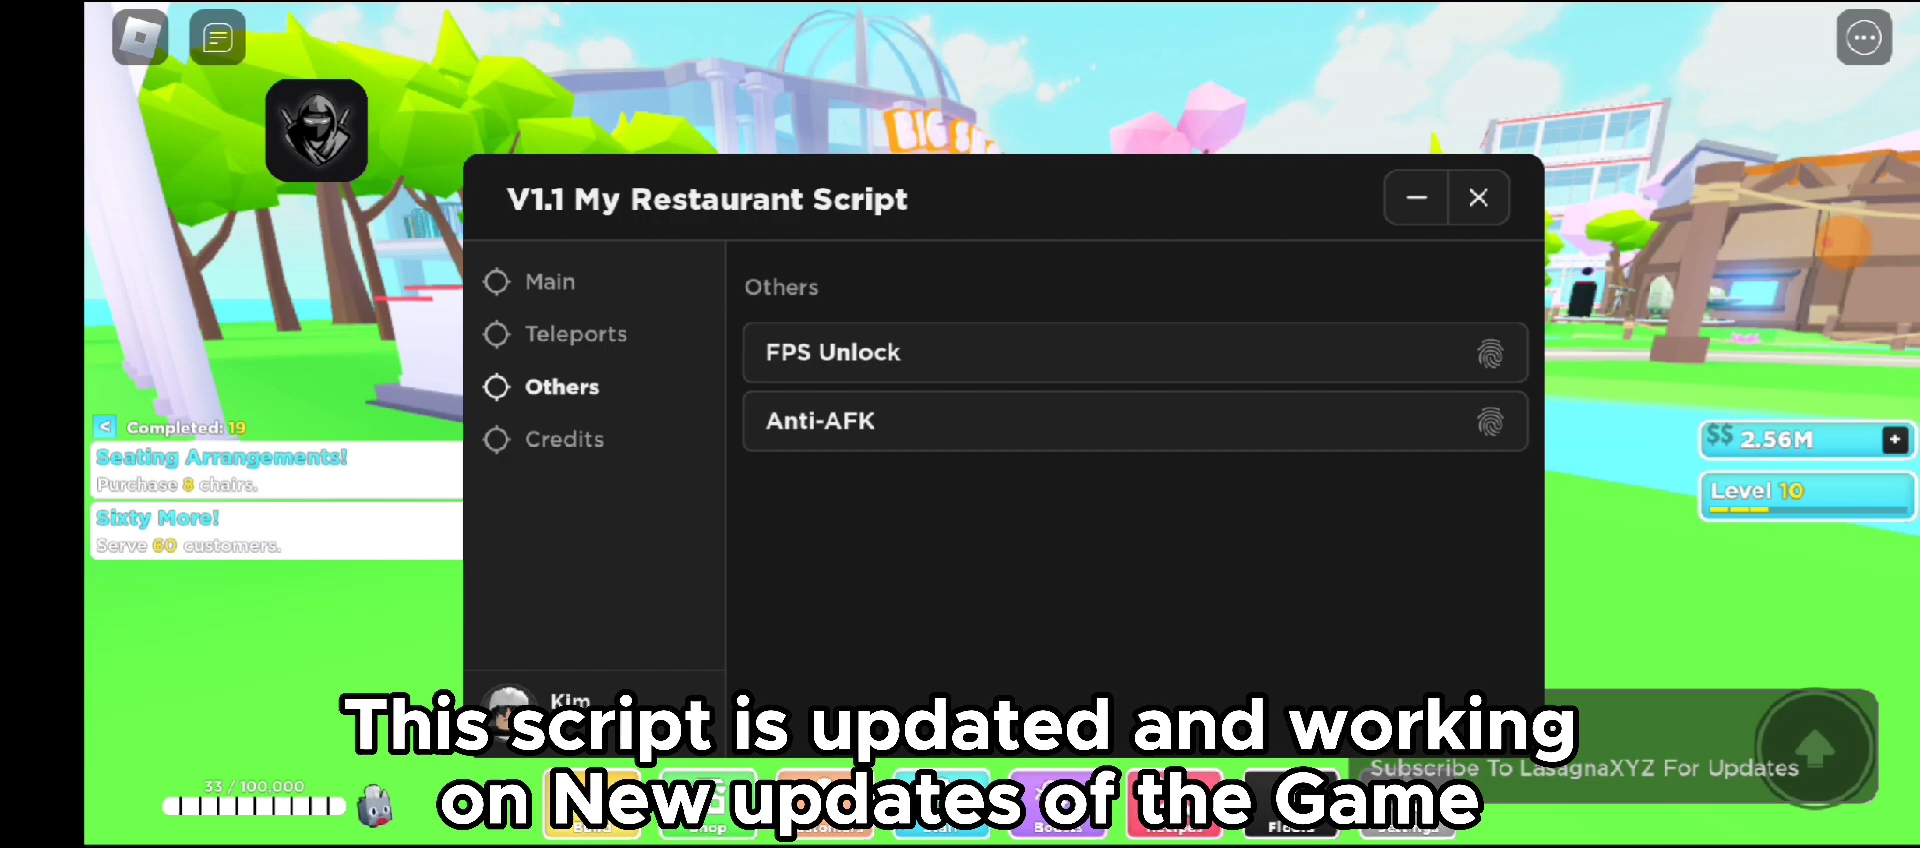 BIG
V1.1 My Restaurant Script
Main
Teleports
Others
Credits
Others
FPS Unlock
Anti-AFK
< Completed: 19
Seating Arrangements!
Purchase 8 chairs.
Sixty More!
Serve 60 customers.
$$ 2.56M +
Level 10
Kim
This script is updated and working
on New updates of the Game
Subscribe To LasagnaXYZ For Updates
33 / 100,000